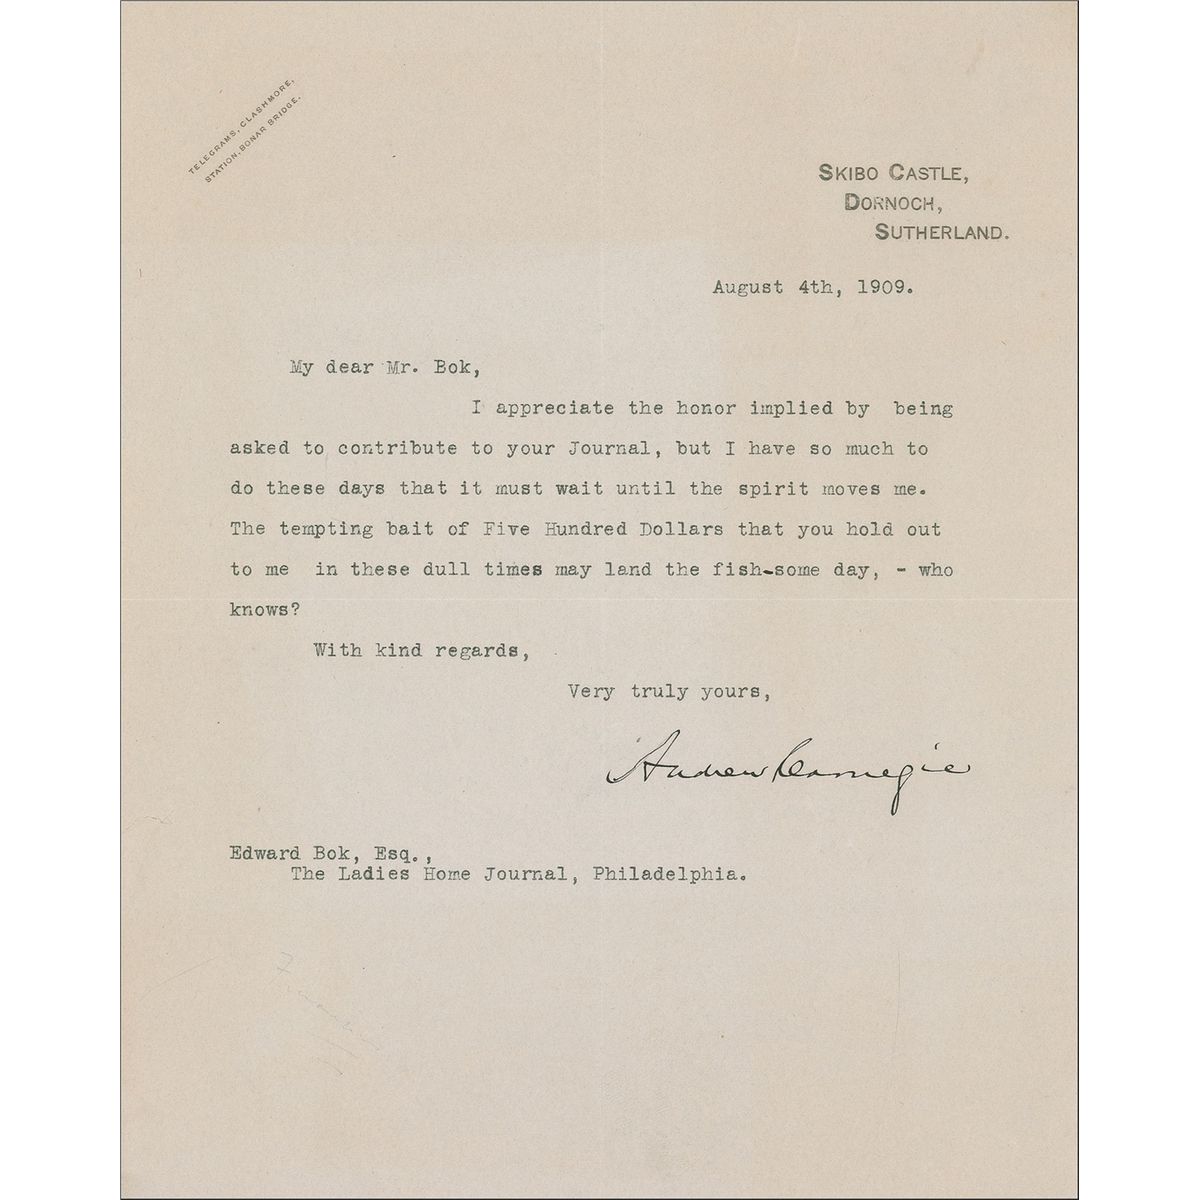 TELEGRAMS, CLASHMORE,
STATION, BONAR BRIDGE.
SKIBO CASTLE,
DORNOCH,
SUTHERLAND.
August 4th, 1909.
My dear Mr. Bok,
I appreciate the honor implied by being
asked to contribute to your Journal, but I have so much to
do these days that it must wait until the spirit moves me.
The tempting bait of Five Hundred Dollars that you hold out
to me in these dull times may land the fish-some day, - who
knows?
With kind regards,
Very truly yours,
Andrew Carnegie
Edward Bok, Esq.,
The Ladies Home Journal, Philadelphia.